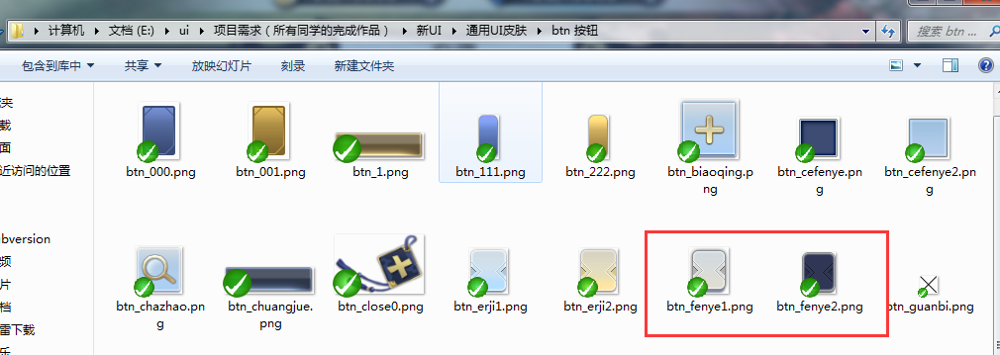 计算机 文档 (E:) ui 项目需求（所有同学的完成作品） 新UI 通用UI皮肤 btn 按钮 搜索 btn ...
包含到库中 共享 放映幻灯片 刻录 新建文件夹
夹
载
面
近访问的位置
btn_000.png btn_001.png btn_1.png btn_111.png btn_222.png btn_biaoqing.p btn_cefenye.pn btn_cefenye2.pn
ng g g
bversion
频
片
档
雷下载
乐
btn_chazhao.pn btn_chuangjue. btn_close0.png btn_erji1.png btn_erji2.png btn_fenye1.png btn_fenye2.png btn_guanbi.png
g png